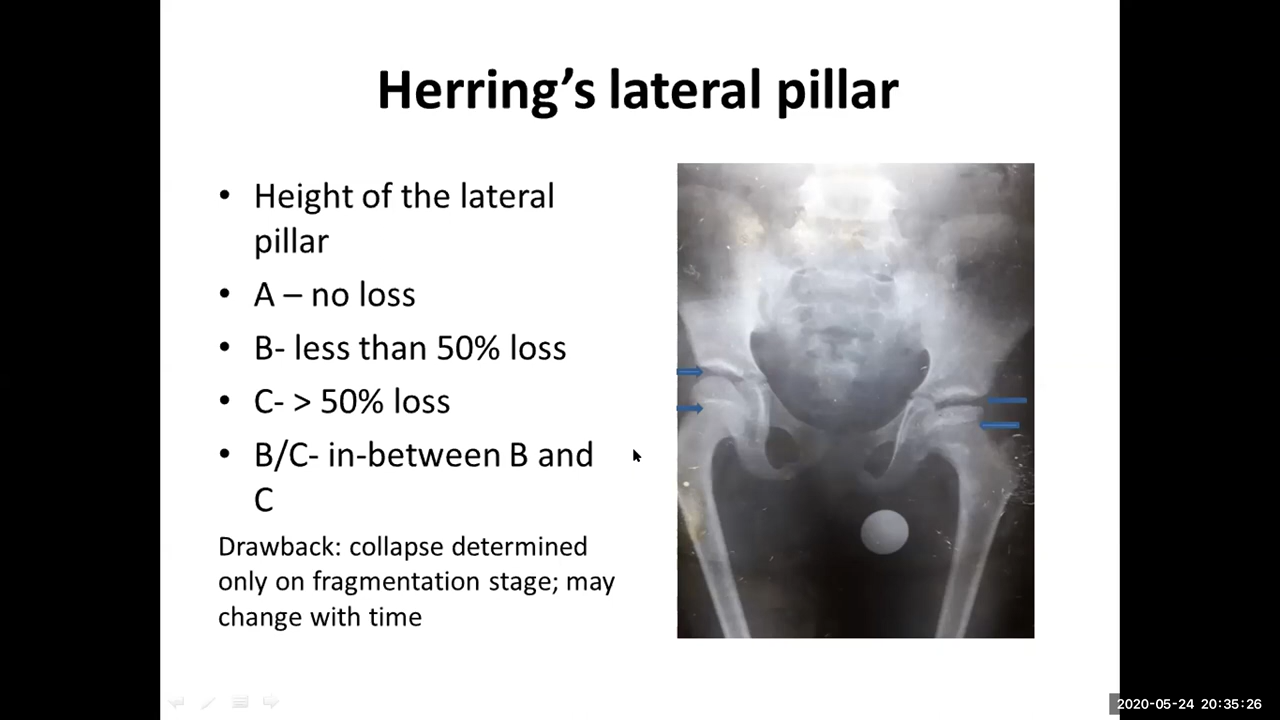 Herring’s lateral pillar
• Height of the lateral
pillar
• A – no loss
• B- less than 50% loss
• C- > 50% loss
• B/C- in-between B and
C
Drawback: collapse determined
only on fragmentation stage; may
change with time
2020-05-24 20:35:26